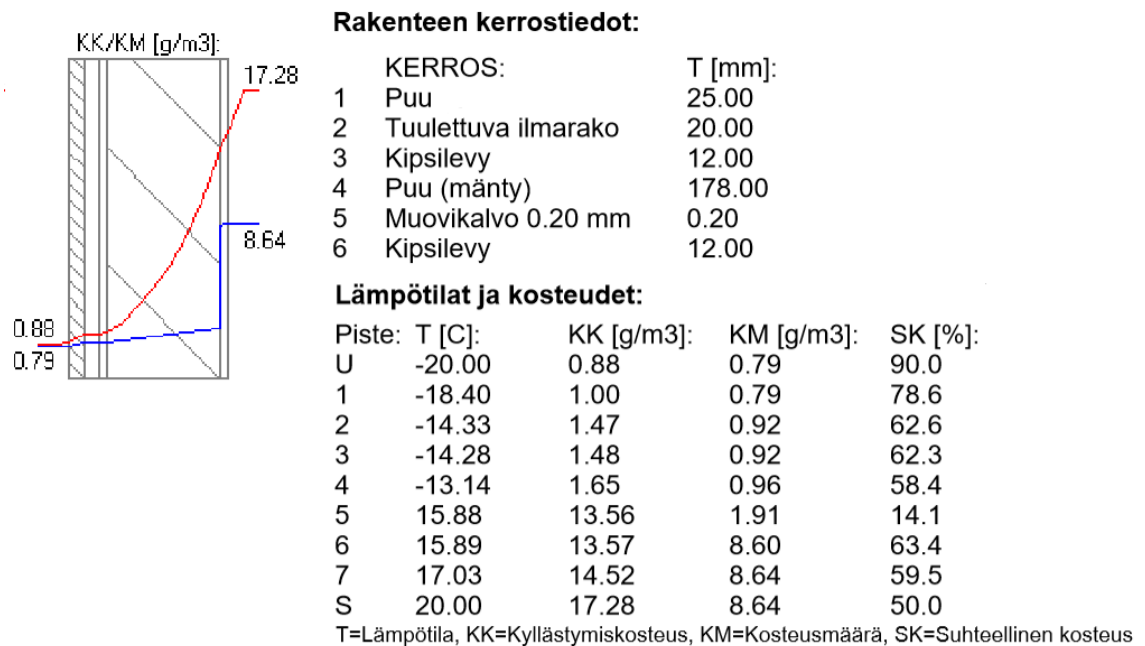 KK/KM [g/m3]:
17.28
8.64
0.88
0.79
Rakenteen kerrostiedot:
KERROS: T [mm]:
1 Puu 25.00
2 Tuulettuva ilmarako 20.00
3 Kipsilevy 12.00
4 Puu (mänty) 178.00
5 Muovikalvo 0.20 mm 0.20
6 Kipsilevy 12.00
Lämpötilat ja kosteudet:
Piste: T [C]: KK [g/m3]: KM [g/m3]: SK [%]:
U -20.00 0.88 0.79 90.0
1 -18.40 1.00 0.79 78.6
2 -14.33 1.47 0.92 62.6
3 -14.28 1.48 0.92 62.3
4 -13.14 1.65 0.96 58.4
5 15.88 13.56 1.91 14.1
6 15.89 13.57 8.60 63.4
7 17.03 14.52 8.64 59.5
S 20.00 17.28 8.64 50.0
T=Lämpötila, KK=Kyllästymiskosteus, KM=Kosteusmäärä, SK=Suhteellinen kosteus